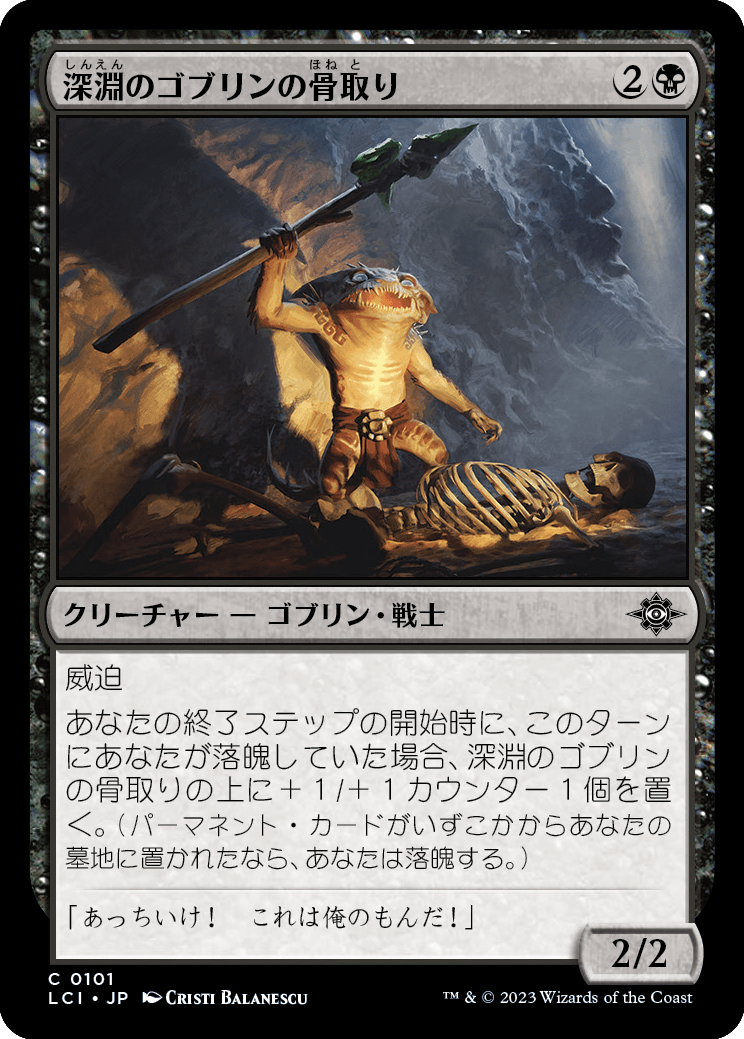 深淵のゴブリンの骨取り
しんえん ほねと
2
クリーチャー — ゴブリン・戦士
威迫
あなたの終了ステップの開始時に、このターン
にあなたが落魄していた場合、深淵のゴブリン
の骨取りの上に+1/+1カウンター1個を置
く。（パーマネント・カードがいずこかからあなたの
墓地に置かれたなら、あなたは落魄する。）
「あっちいけ！　これは俺のもんだ！」
2/2
C 0101
LCI • JP Cristi Balanescu
™ & © 2023 Wizards of the Coast